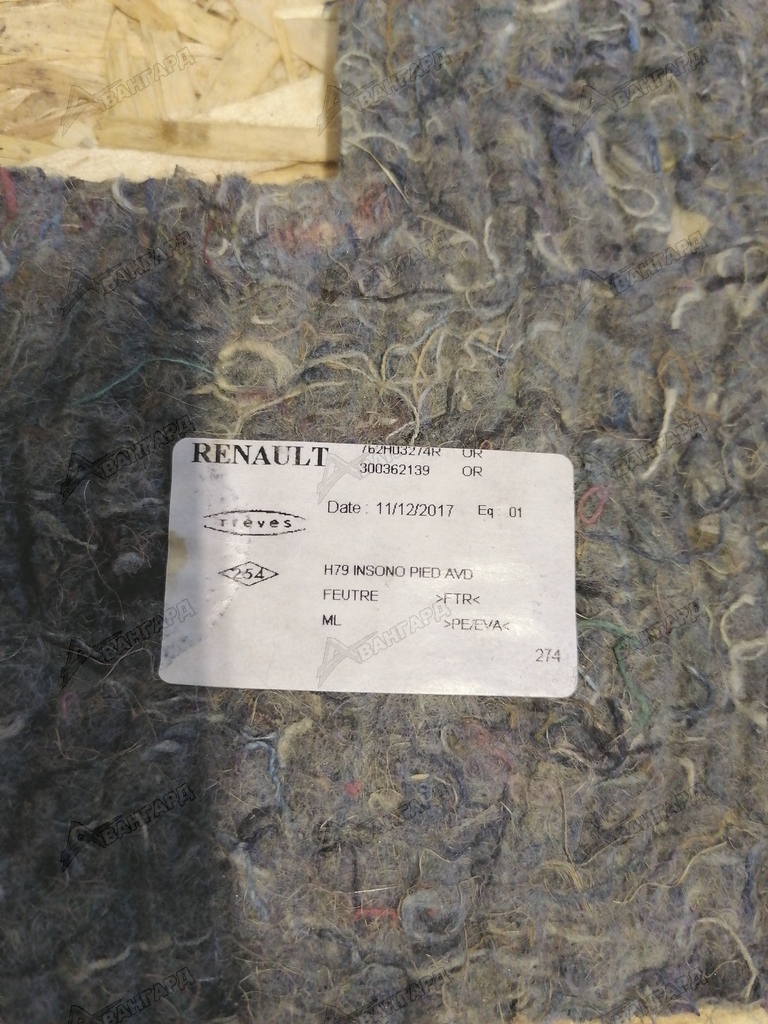 RENAULT 762H03274R OR
300362139 OR
Date : 11/12/2017 Eq : 01
Trèves
254
H79 INSONO PIED AVD
FEUTRE >FTR<
ML >PE/EVA<
274
АВАНГАРД